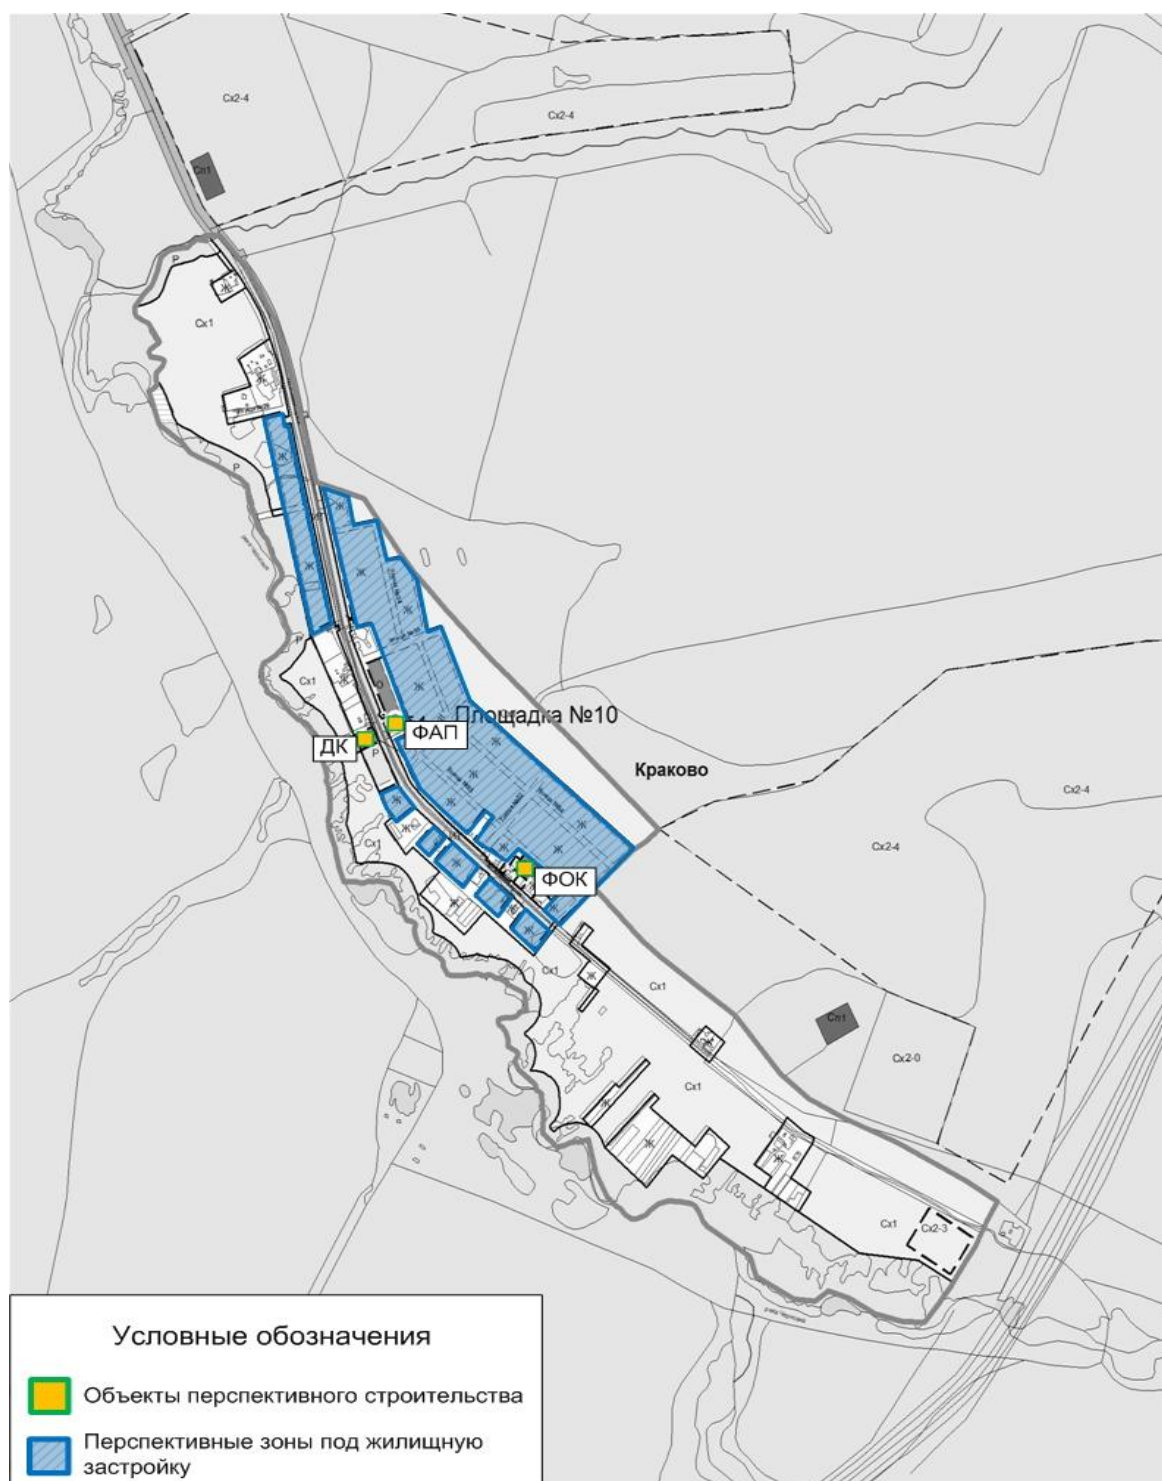 Сх2-4
Сх2-4
Сп1
Р
Ж
Сх1
Ж
Ж
Р
Ж
Ж
Ж
Ж
Р
Сх1
Ж
О
Ж
Площадка №10
ФАП
ДК
Р
Ж
Краково
Ж
Сх2-4
Ж
Ж
Ж
Сх1
Ж
Ж
Ж
Сх2-4
ФОК
Ж
Ж
Ж
Ж
Сх1
Ж
Сх1
Сп1
Сх2-0
Сх1
Ж
Ж
Ж
Сх1
Сх2-3
Условные обозначения
Объекты перспективного строительства
Перспективные зоны под жилищную
застройку